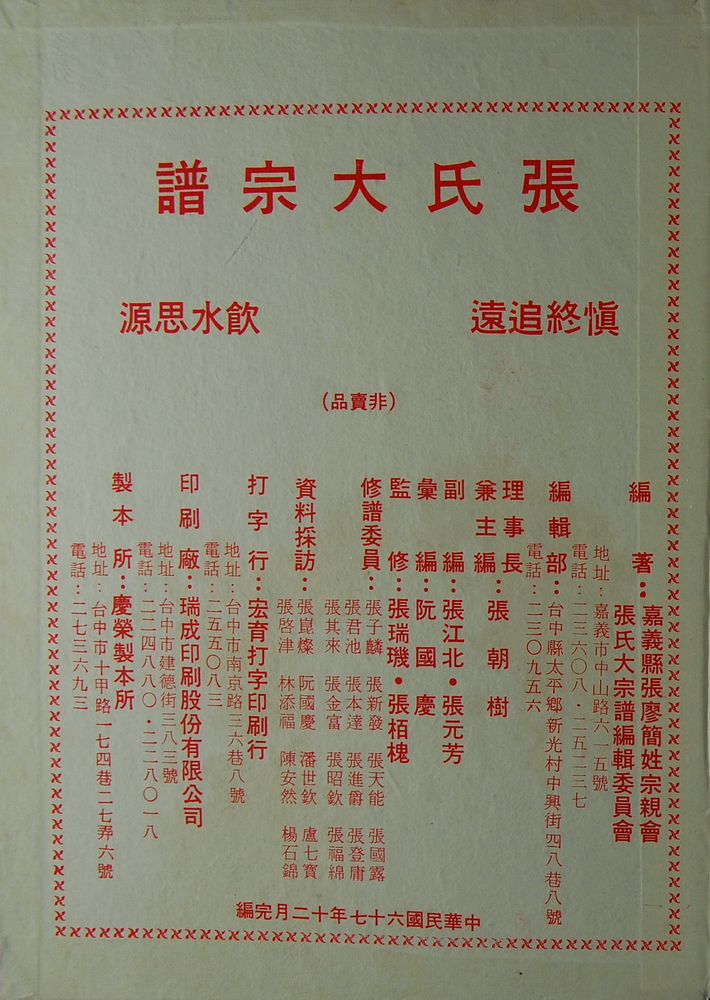 張氏大宗譜
愼終追遠
飲水思源
(非賣品)
編著：嘉義縣張廖簡姓宗親會
張氏大宗譜編輯委員會
地址：嘉義市中山路六一五號
電話：二三六〇八・二五二三七
編輯部：台中縣太平鄉新光村中興街四八巷八號
電話：二三〇九五六
理事長
兼主編：張朝樹
副編：張江北・張元芳
彙編：阮國慶
監修：張瑞璣・張栢槐
修譜委員：張子麟 張新發 張天能 張國露
張君池 張本達 張進爵 張登庸
張其來 張金富 張昭欽 張福綿
資料採訪：張崑燦 阮國慶 潘世欽 盧七寶
張啓津 林添福 陳安然 楊石錦
打字行：宏育打字印刷行
地址：台中市南京路三六巷八號
電話：二五五〇八三
印刷廠：瑞成印刷股份有限公司
地址：台中市建德街三八三號
電話：二二四八八〇・二二八〇一八
製本所：慶榮製本所
地址：台中市十甲路一七四巷二七弄六號
電話：二七三六九三
中華民國六十七年十二月完編